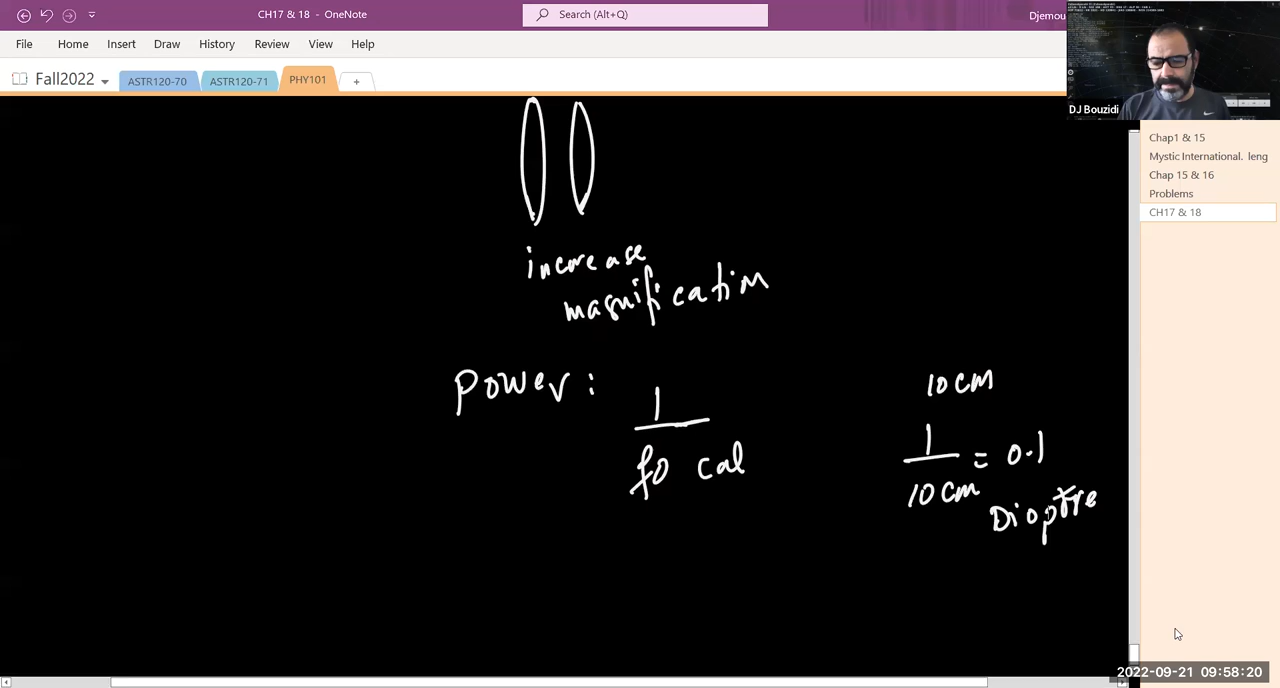 CH17 & 18 - OneNote
Search (Alt+Q)
Djemou
File Home Insert Draw History Review View Help
Fall2022 ASTR120-70 ASTR120-71 PHY101 +
DJ Bouzidi
Chap1 & 15
Mystic International. leng
Chap 15 & 16
Problems
CH17 & 18
increase
magnification
Power:
1
focal
10 cm
1
= 0.1
10 cm
Dioptre
2022-09-21 09:58:20